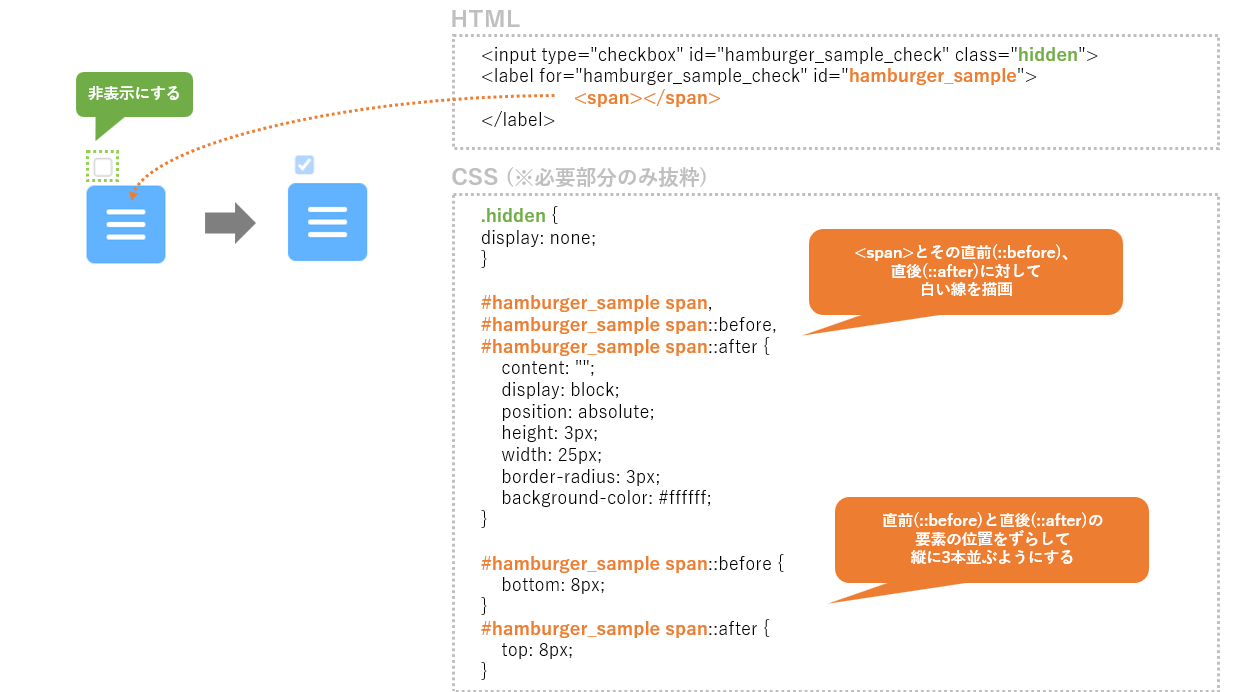 HTML
<input type="checkbox" id="hamburger_sample_check" class="hidden">
<label for="hamburger_sample_check" id="hamburger_sample">
<span></span>
</label>
非表示にする
CSS (※必要部分のみ抜粋)
.hidden {
display: none;
}
#hamburger_sample span,
#hamburger_sample span::before,
#hamburger_sample span::after {
content: "";
display: block;
position: absolute;
height: 3px;
width: 25px;
border-radius: 3px;
background-color: #ffffff;
}
#hamburger_sample span::before {
bottom: 8px;
}
#hamburger_sample span::after {
top: 8px;
}
<span>とその直前(::before)、
直後(::after)に対して
白い線を描画
直前(::before)と直後(::after)の
要素の位置をずらして
縦に3本並ぶようにする